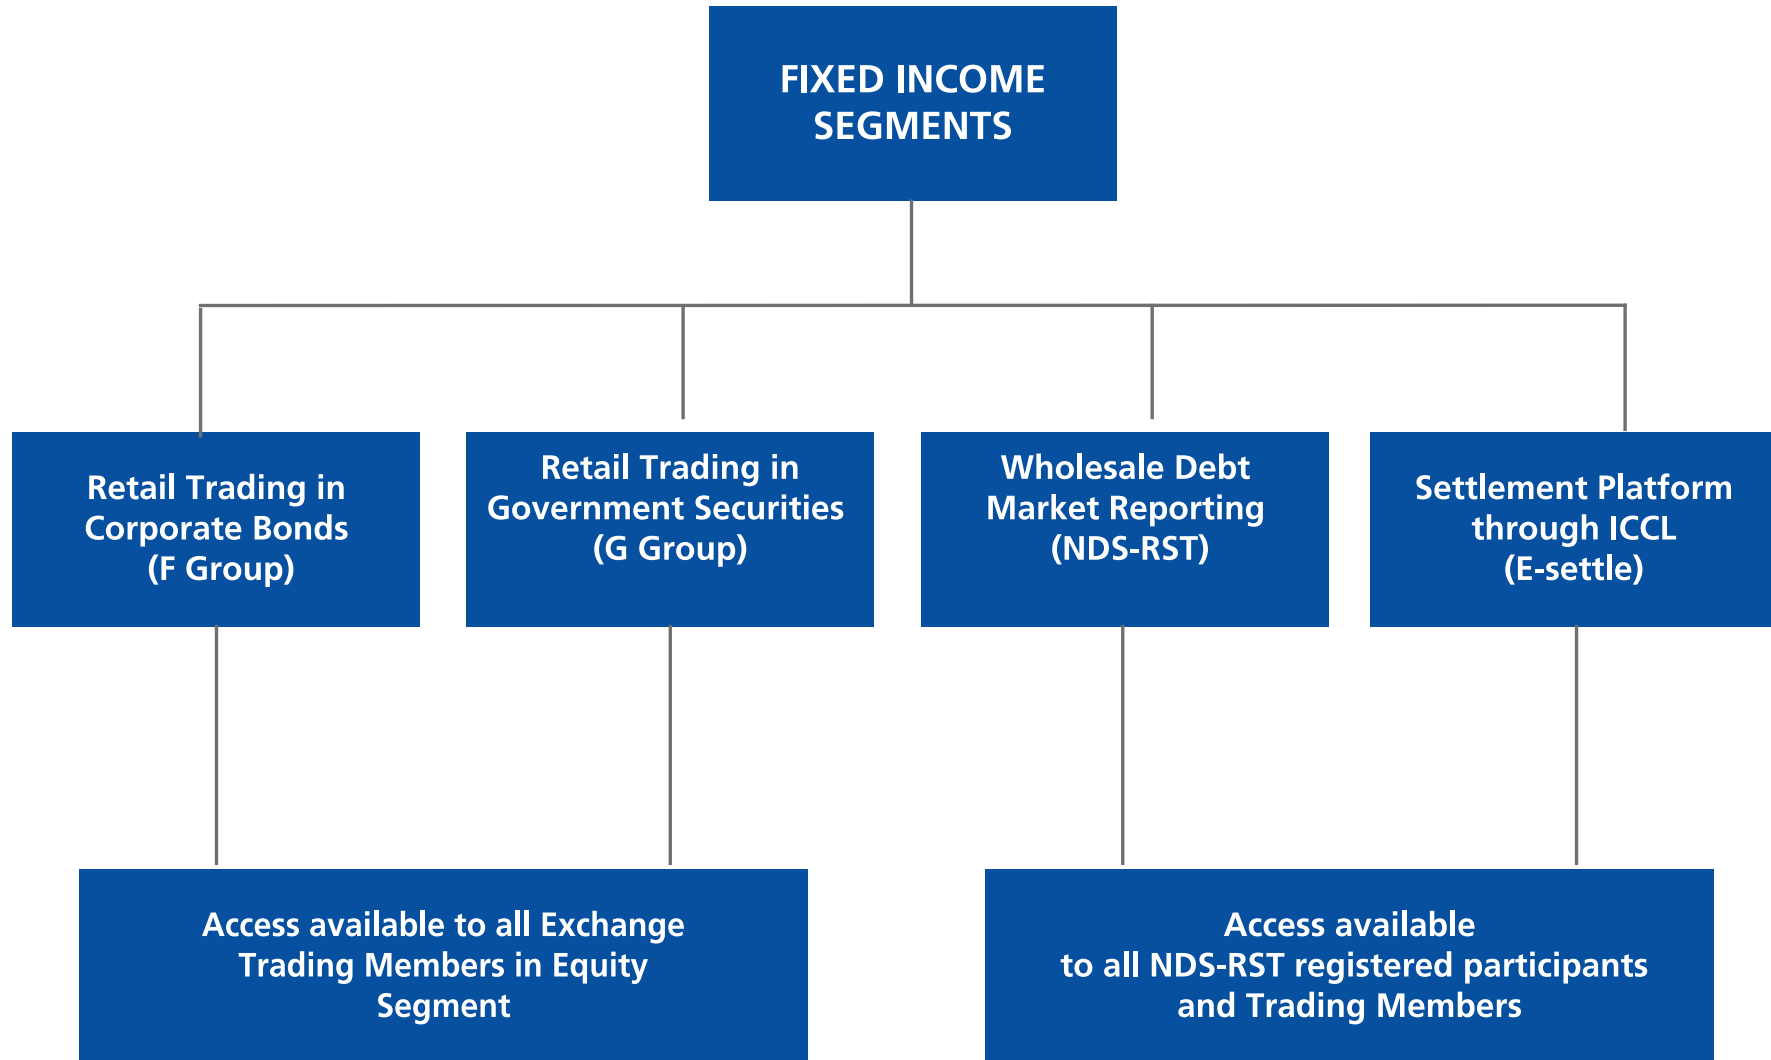 FIXED INCOME
SEGMENTS
Retail Trading in
Corporate Bonds
(F Group)
Retail Trading in
Government Securities
(G Group)
Wholesale Debt
Market Reporting
(NDS-RST)
Settlement Platform
through ICCL
(E-settle)
Access available to all Exchange
Trading Members in Equity
Segment
Access available
to all NDS-RST registered participants
and Trading Members